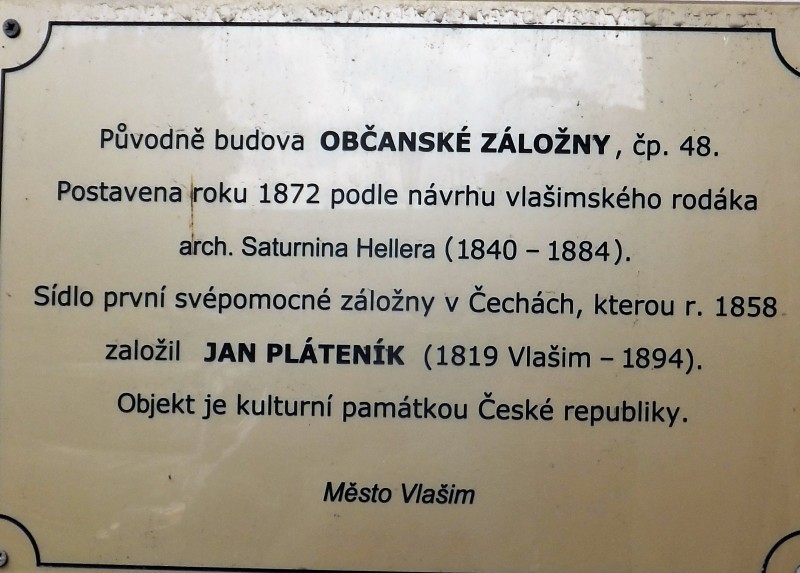 Původně budova OBČANSKÉ ZÁLOŽNY, čp. 48.
Postavena roku 1872 podle návrhu vlašimského rodáka
arch. Saturnina Hellera (1840 – 1884).
Sídlo první svépomocné záložny v Čechách, kterou r. 1858
založil JAN PLÁTENÍK (1819 Vlašim – 1894).
Objekt je kulturní památkou České republiky.
Město Vlašim